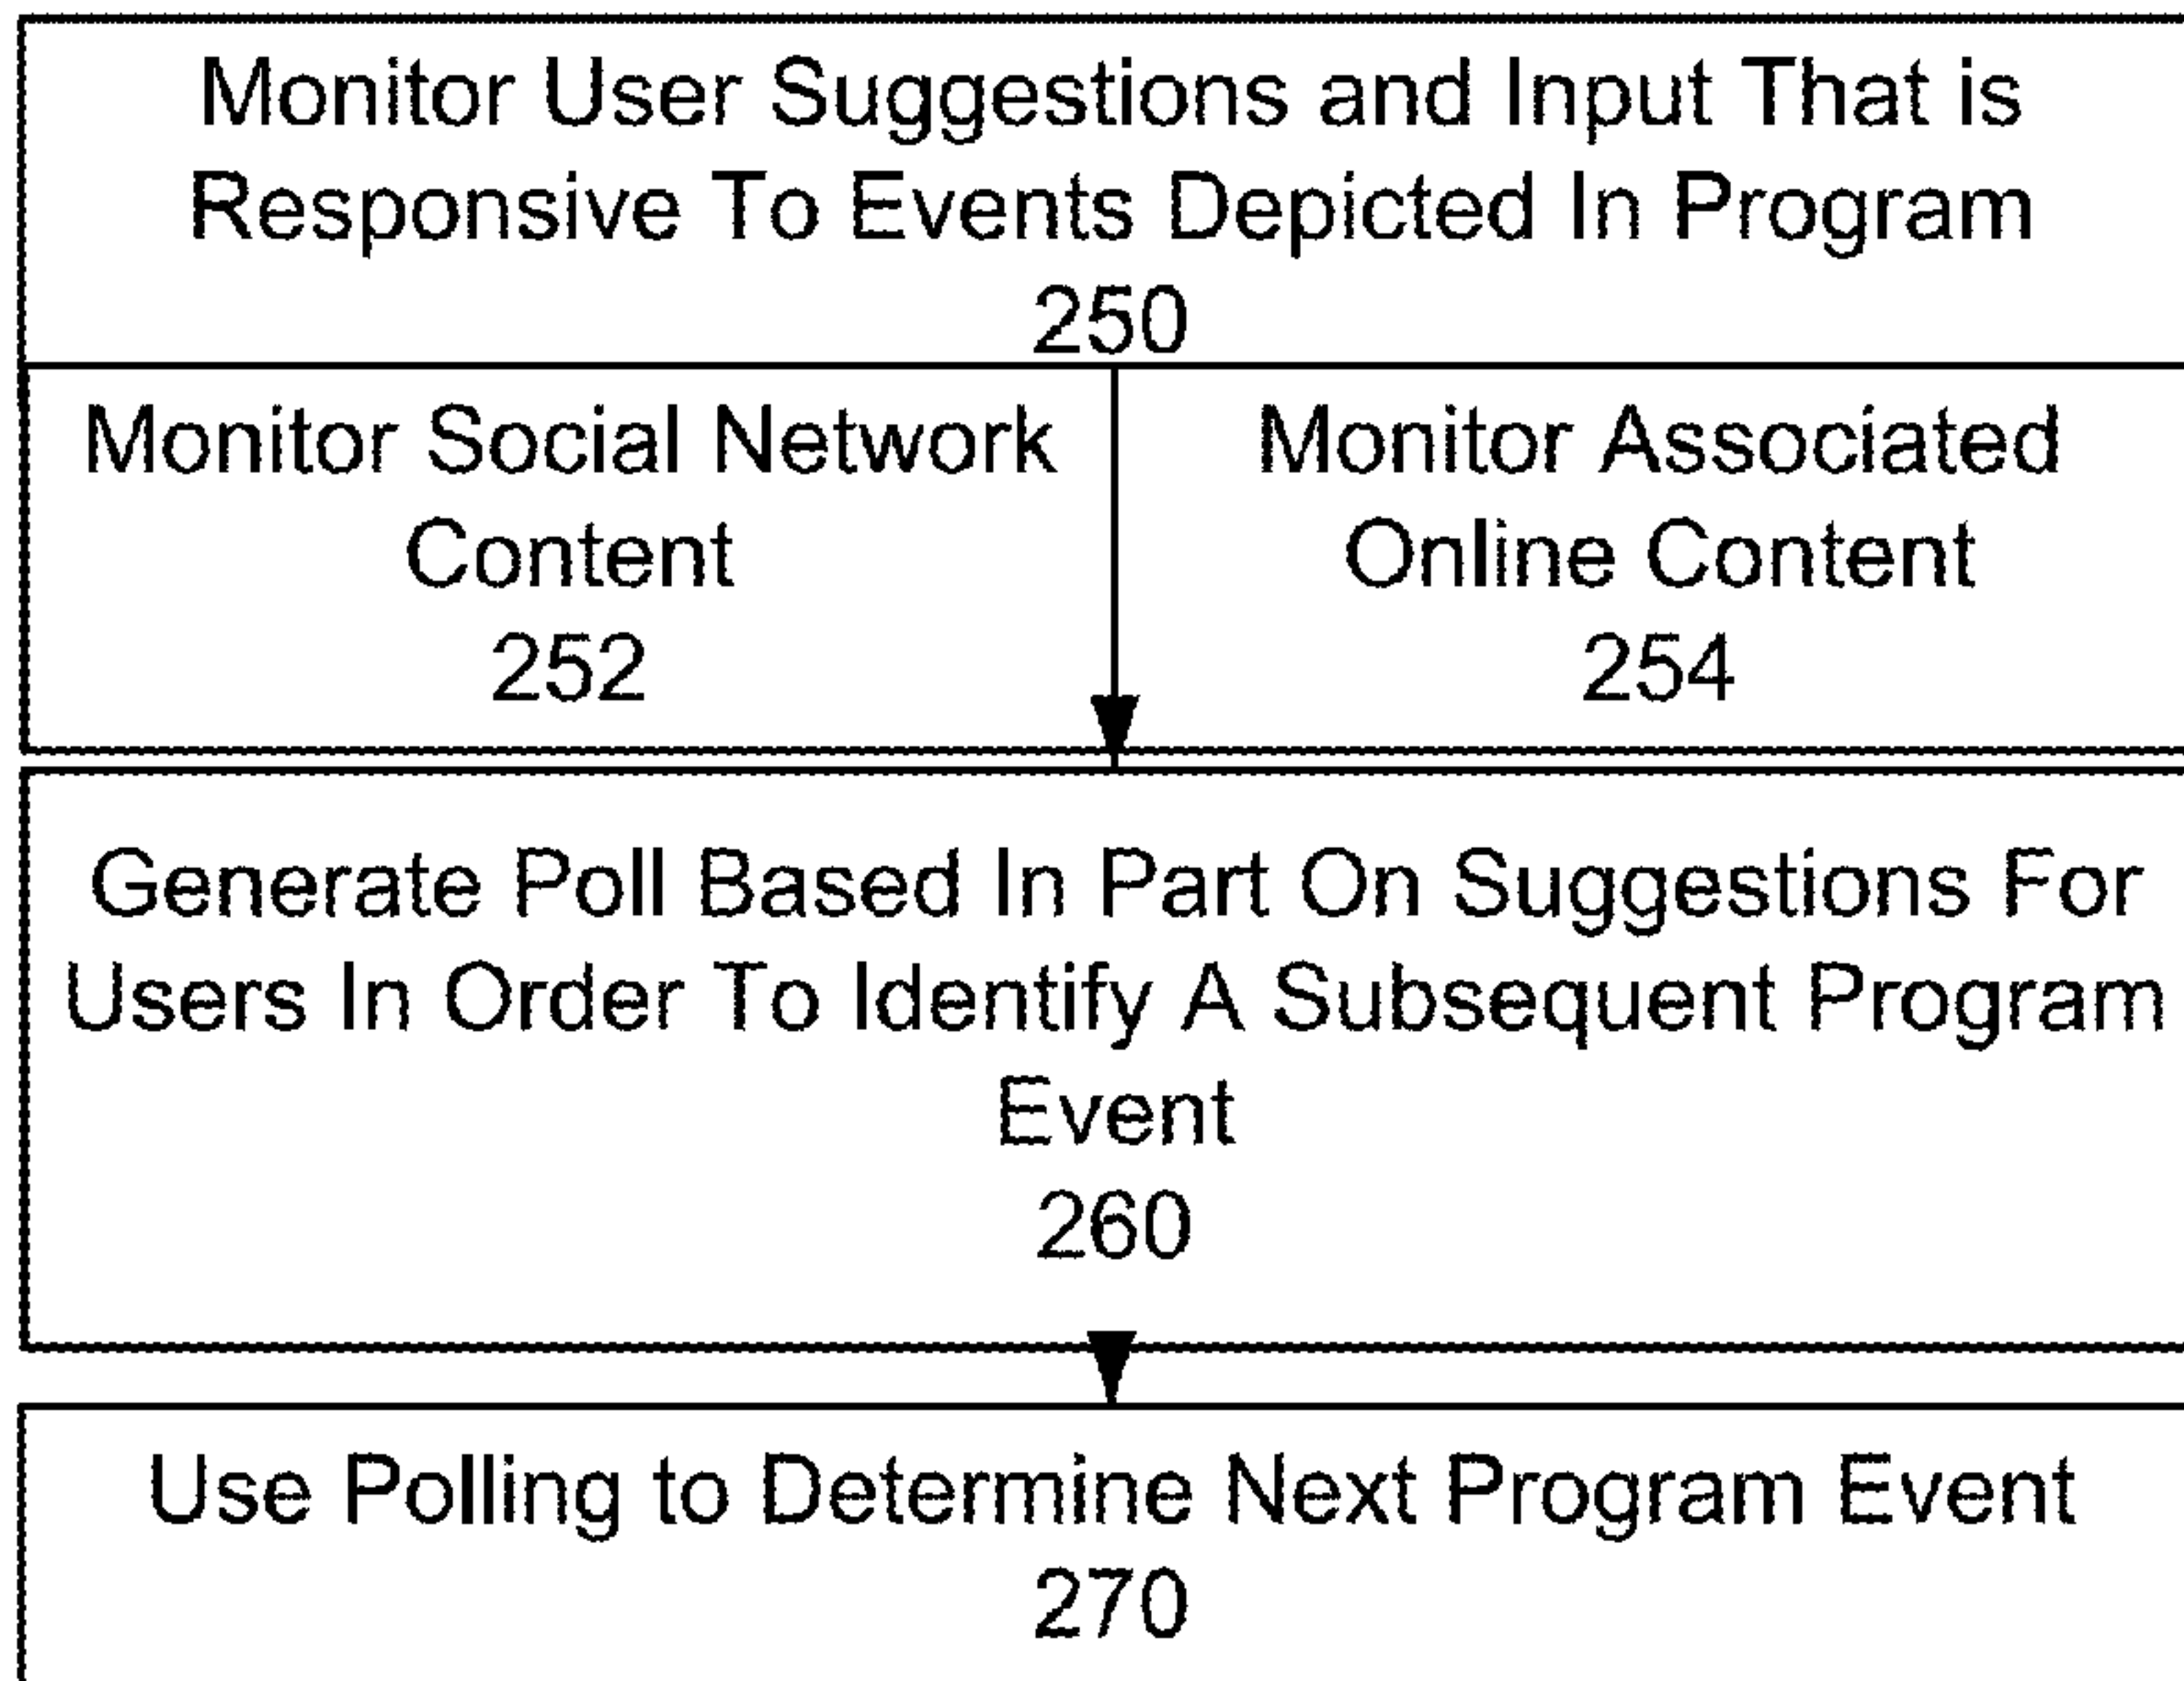 Monitor User Suggestions and Input That is
Responsive To Events Depicted In Program
250
Monitor Social Network
Content
252
Monitor Associated
Online Content
254
Generate Poll Based In Part On Suggestions For
Users In Order To Identify A Subsequent Program
Event
260
Use Polling to Determine Next Program Event
270